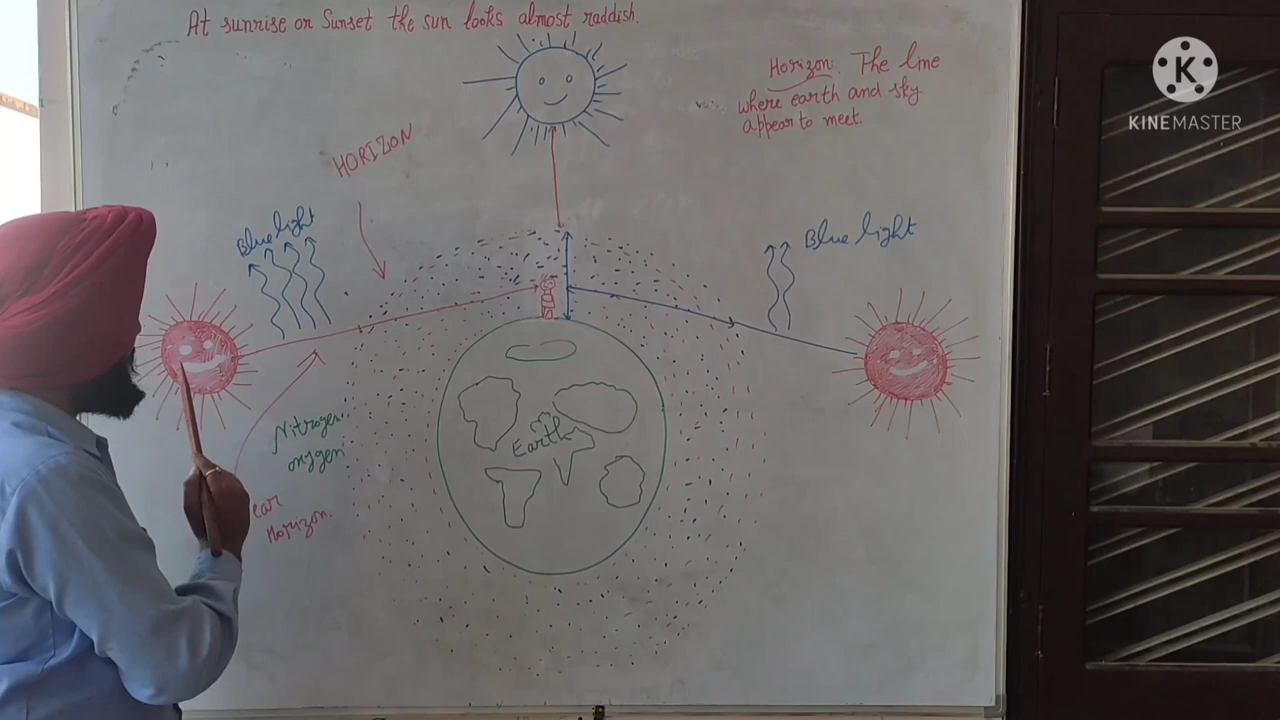 At sunrise or Sunset the sun looks almost raddish.
Horizon. The line
where earth and sky
appear to meet.
K
KINEMASTER
HORIZON
Blue light
Blue light
Nitrogen
oxygen
Earth
Horizon.